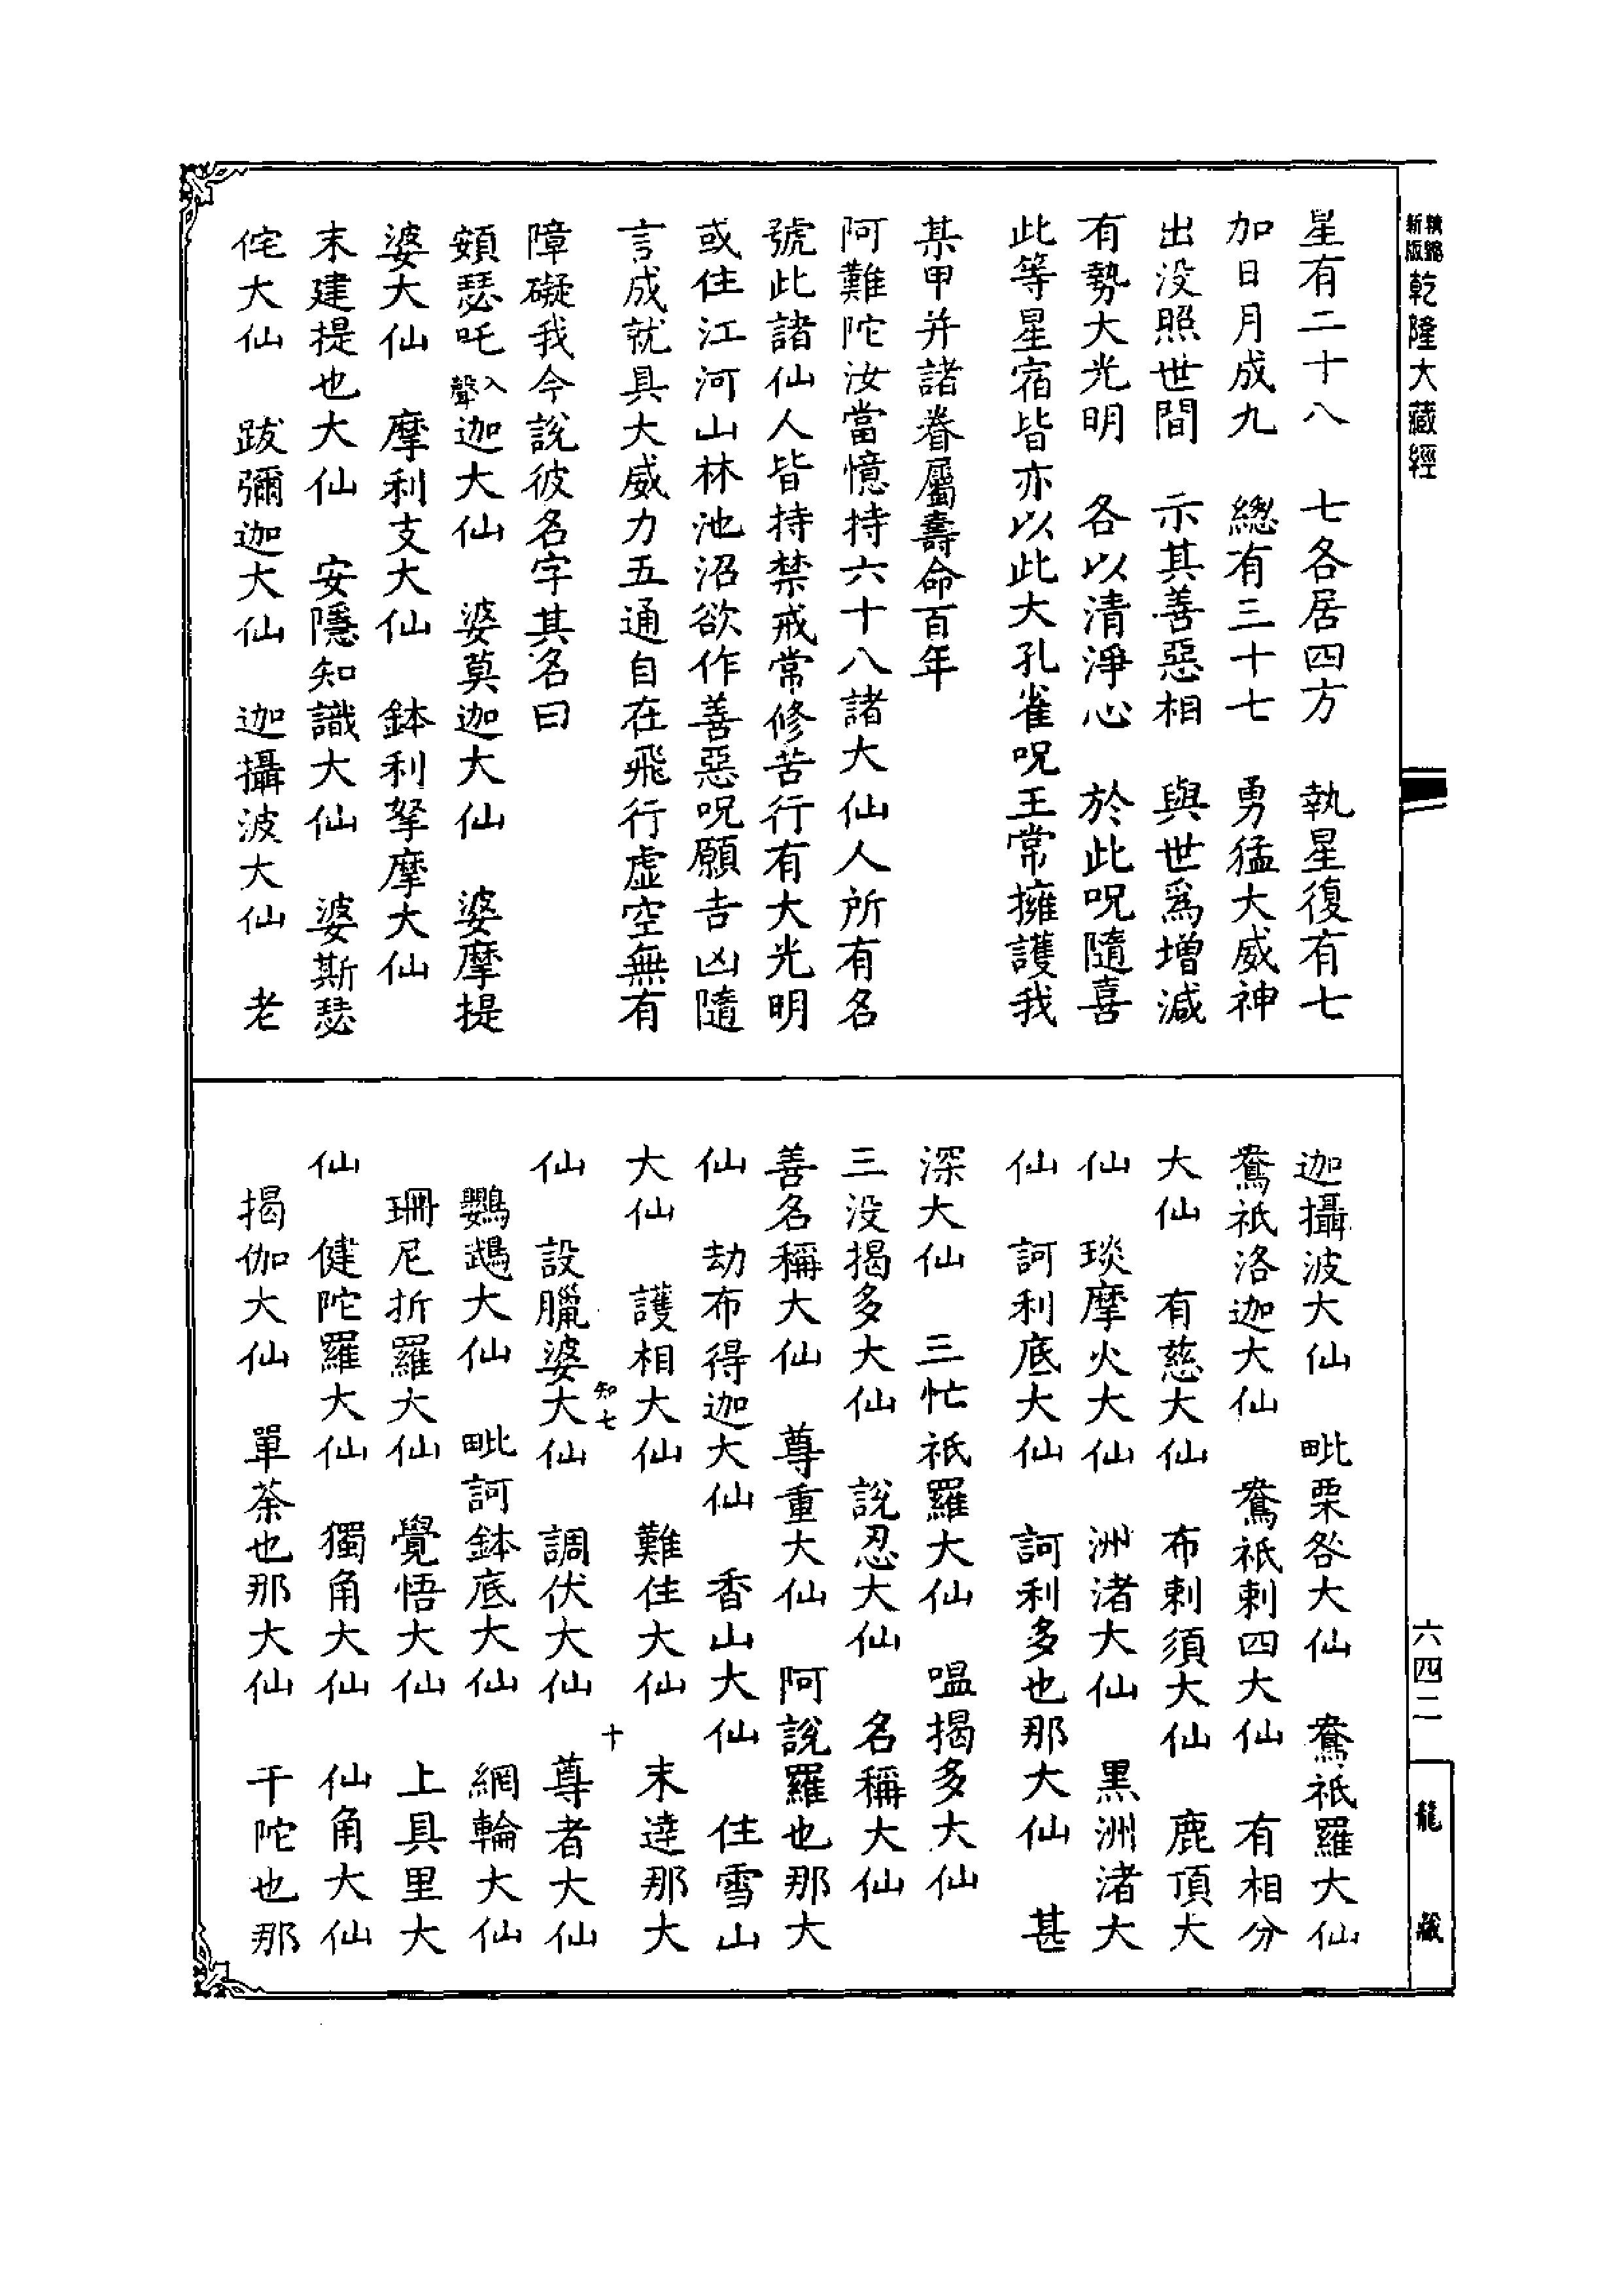 新版
乾隆大藏經
星有二十八　七各居四方　執星復有七
加日月成九　總有三十七　勇猛大威神
出没照世間　示其善惡相　與世爲增減
有勢大光明　各以清淨心　於此呪隨喜
此等星宿皆亦以此大孔雀呪王常擁護我
某甲并諸眷屬壽命百年
阿難陀汝當憶持六十八諸大仙人所有名
號此諸仙人皆持禁戒常修苦行有大光明
或住江河山林池沼欲作善惡呪願吉凶隨
言成就具大威力五通自在飛行虛空無有
障礙我今說彼名字其名曰
頞瑟吒入聲迦大仙　婆莫迦大仙　婆摩提
婆大仙　摩利支大仙　鉢利拏摩大仙
末建提也大仙　安隱知識大仙　婆斯瑟
侘大仙　跋彌迦大仙　迦攝波大仙　老
迦攝波大仙　毗栗咎大仙　鴦祇羅大仙
鴦祇洛迦大仙　鴦祇剌四大仙　有相分
大仙　有慈大仙　布剌須大仙　鹿頂大
仙　琰摩火大仙　洲渚大仙　黑洲渚大
仙　訶利底大仙　訶利多也那大仙　甚
深大仙　三忙祇羅大仙　嗢揭多大仙
三没揭多大仙　說忍大仙　名稱大仙
善名稱大仙　尊重大仙　阿說羅也那大
仙　劫布得迦大仙　香山大仙　住雪山
大仙　護相大仙　難住大仙　末達那大
知七　十
仙　設臘婆大仙　調伏大仙　尊者大仙
鸚鵡大仙　毗訶鉢底大仙　網輪大仙
珊尼折羅大仙　覺悟大仙　上具里大
仙　健陀羅大仙　獨角大仙　仙角大仙
揭伽大仙　單茶也那大仙　干陀也那
六四二
龍藏